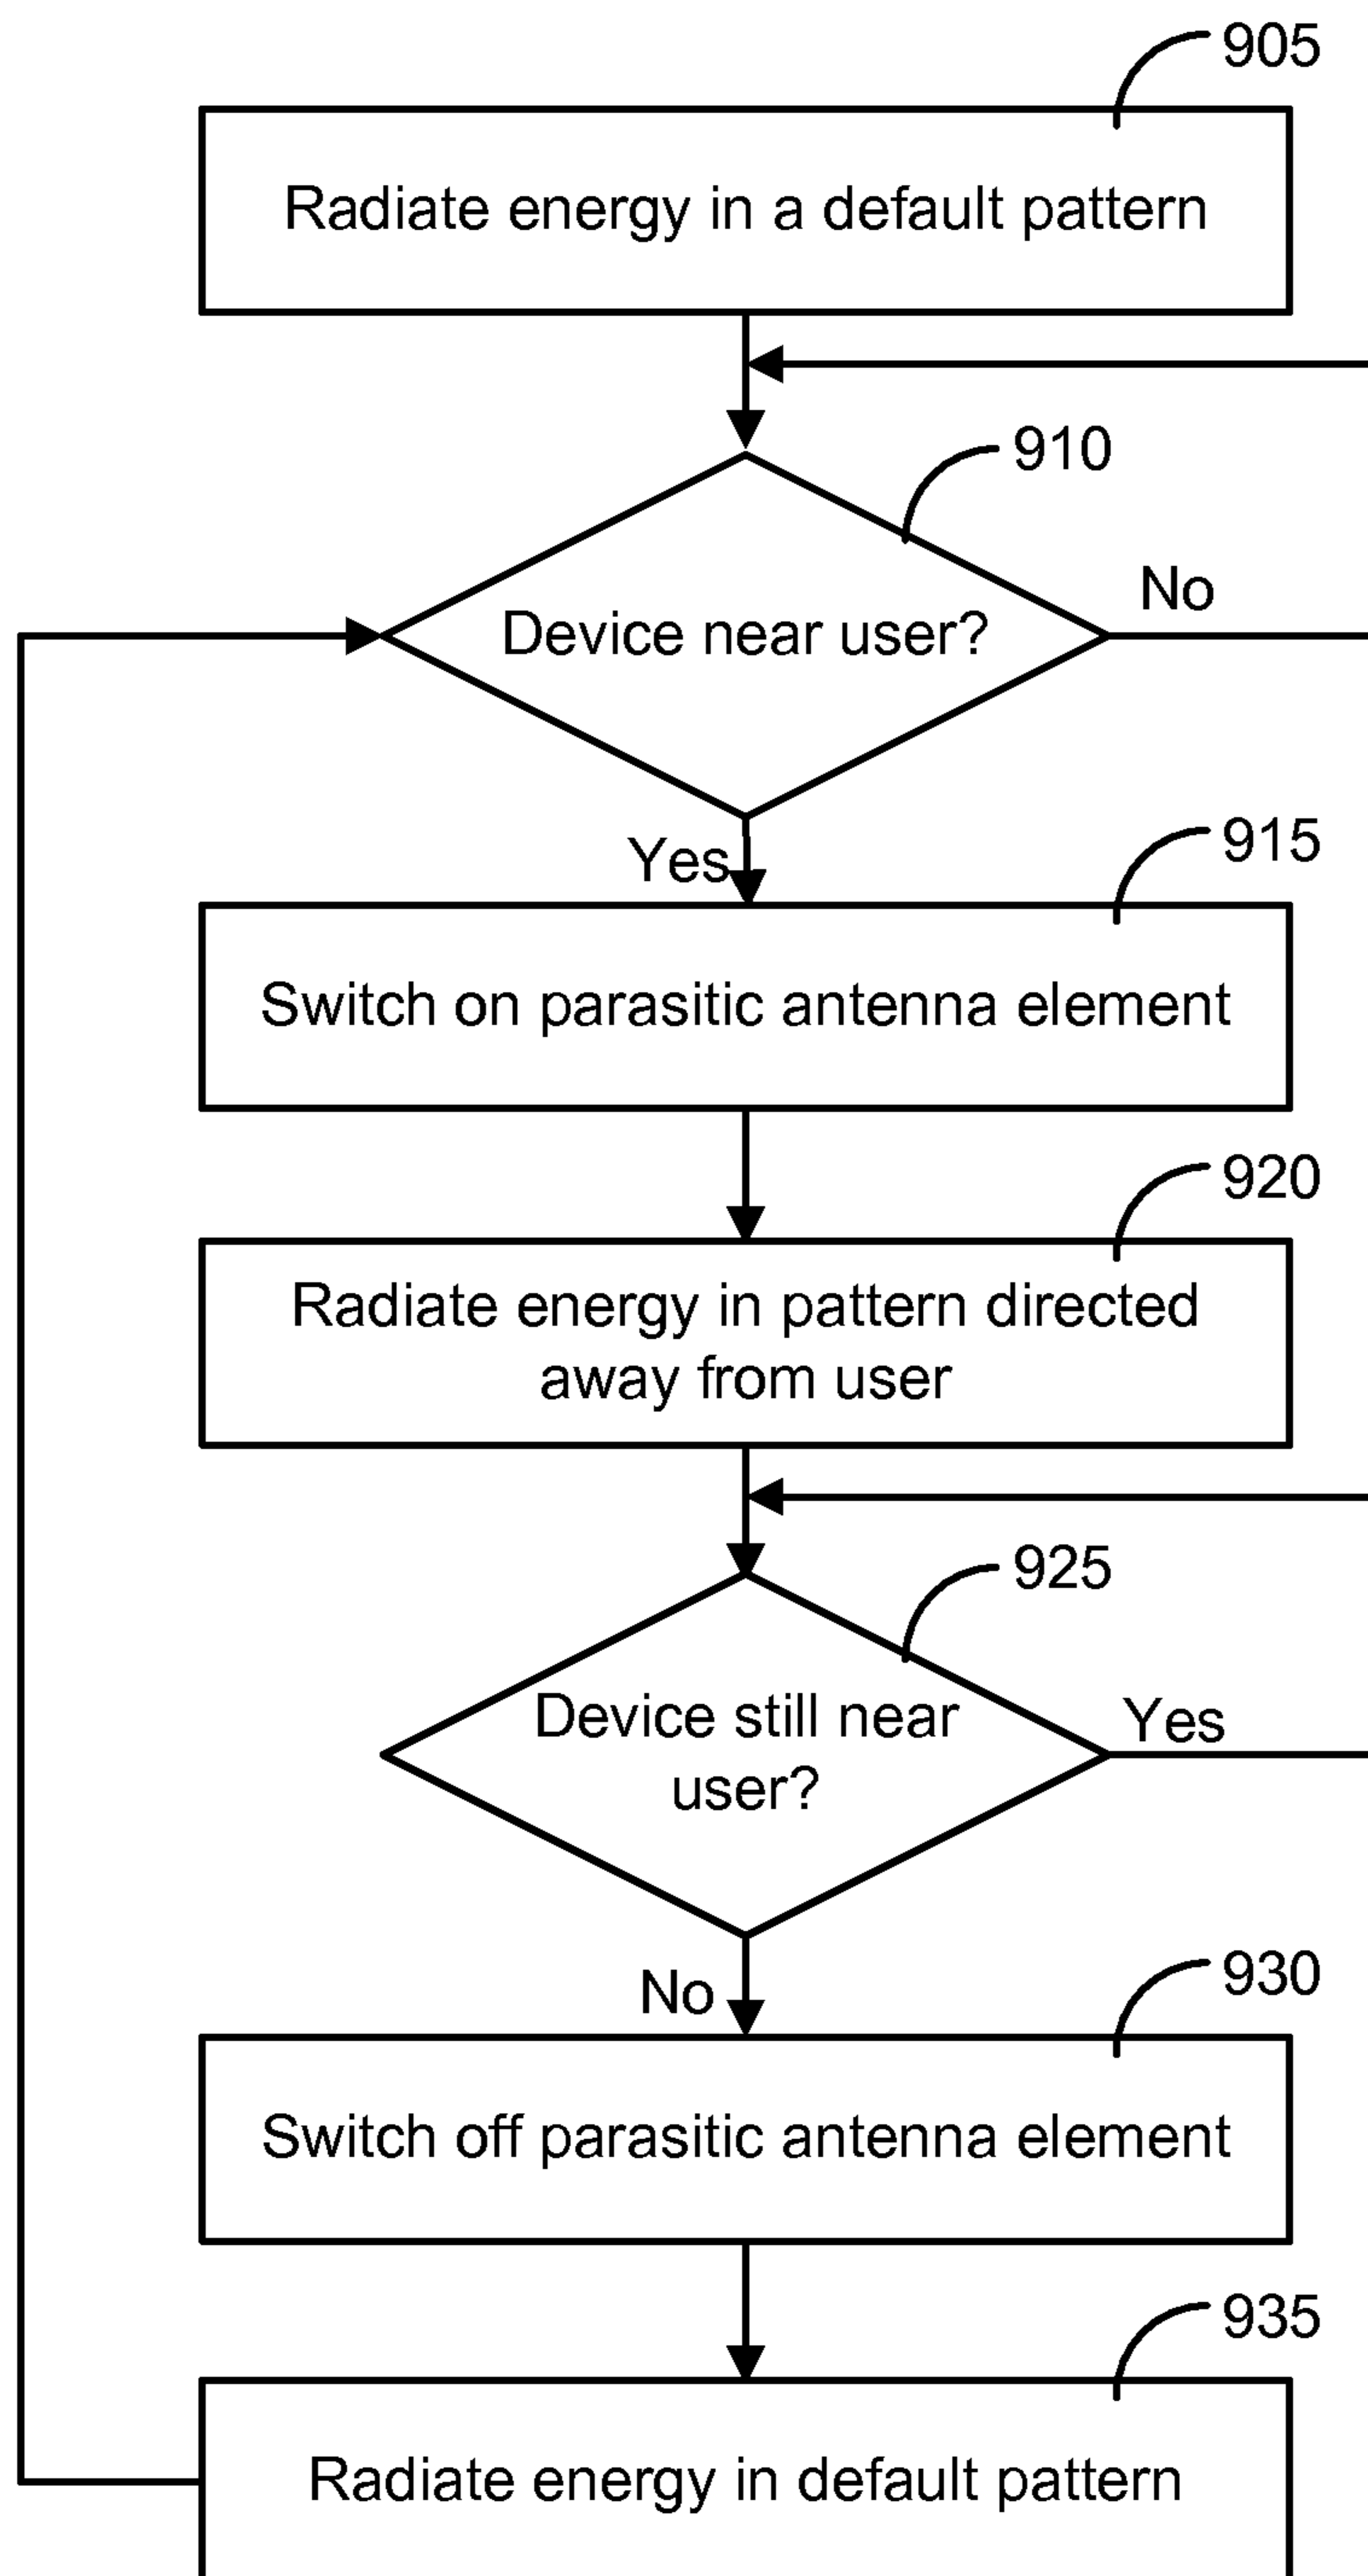 905
Radiate energy in a default pattern
910
No
Device near user?
Yes
915
Switch on parasitic antenna element
920
Radiate energy in pattern directed
away from user
925
Device still near
user?
Yes
No
930
Switch off parasitic antenna element
935
Radiate energy in default pattern